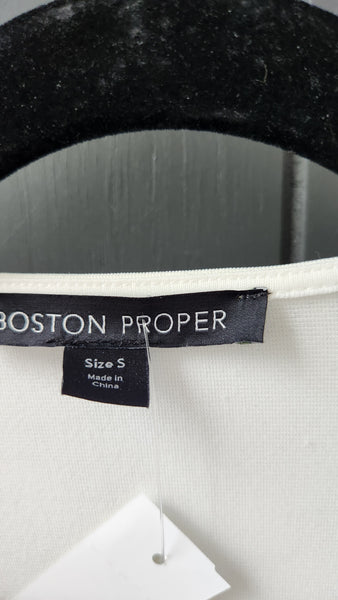 BOSTON PROPER
Size S
Made in
China